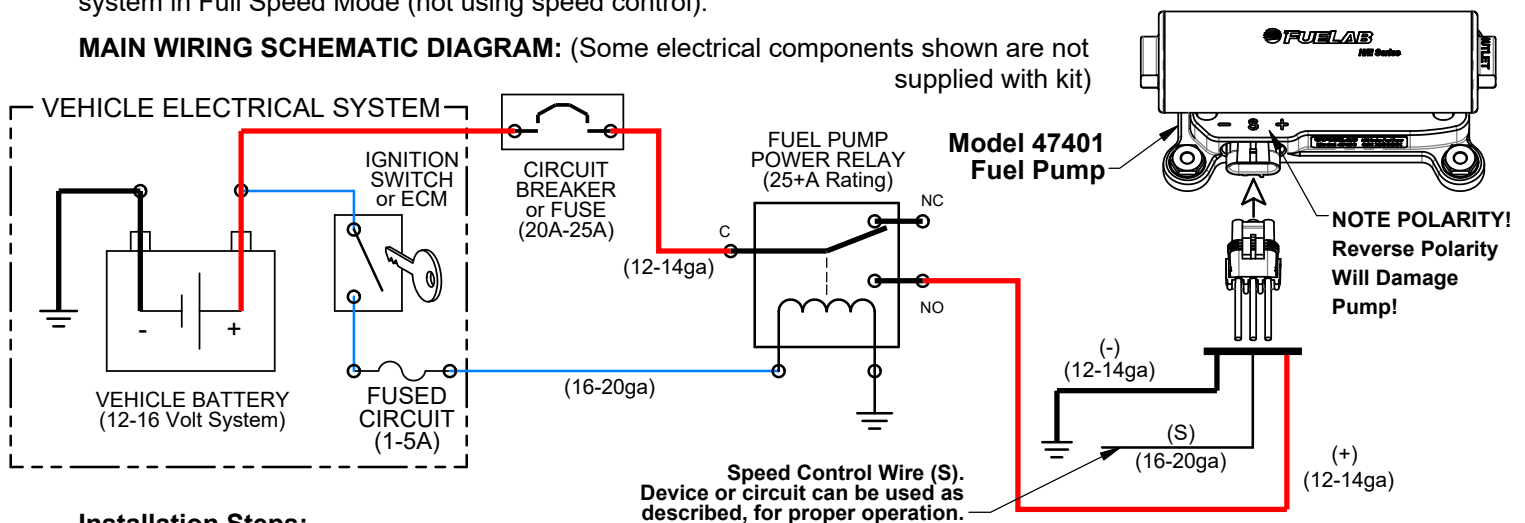 system in Full Speed Mode (not using speed control).
MAIN WIRING SCHEMATIC DIAGRAM: (Some electrical components shown are not
supplied with kit)
VEHICLE ELECTRICAL SYSTEM
IGNITION
SWITCH
or ECM
- +
VEHICLE BATTERY
(12-16 Volt System)
FUSED
CIRCUIT
(1-5A)
CIRCUIT
BREAKER
or FUSE
(20A-25A)
(12-14ga)
(16-20ga)
FUEL PUMP
POWER RELAY
(25+A Rating)
C
NC
NO
FUELAB
OUTLET
- S +
Model 47401
Fuel Pump
NOTE POLARITY!
Reverse Polarity
Will Damage
Pump!
(-)
(12-14ga)
(S)
(16-20ga)
(+)
(12-14ga)
Speed Control Wire (S).
Device or circuit can be used as
described, for proper operation.
Installation Steps: